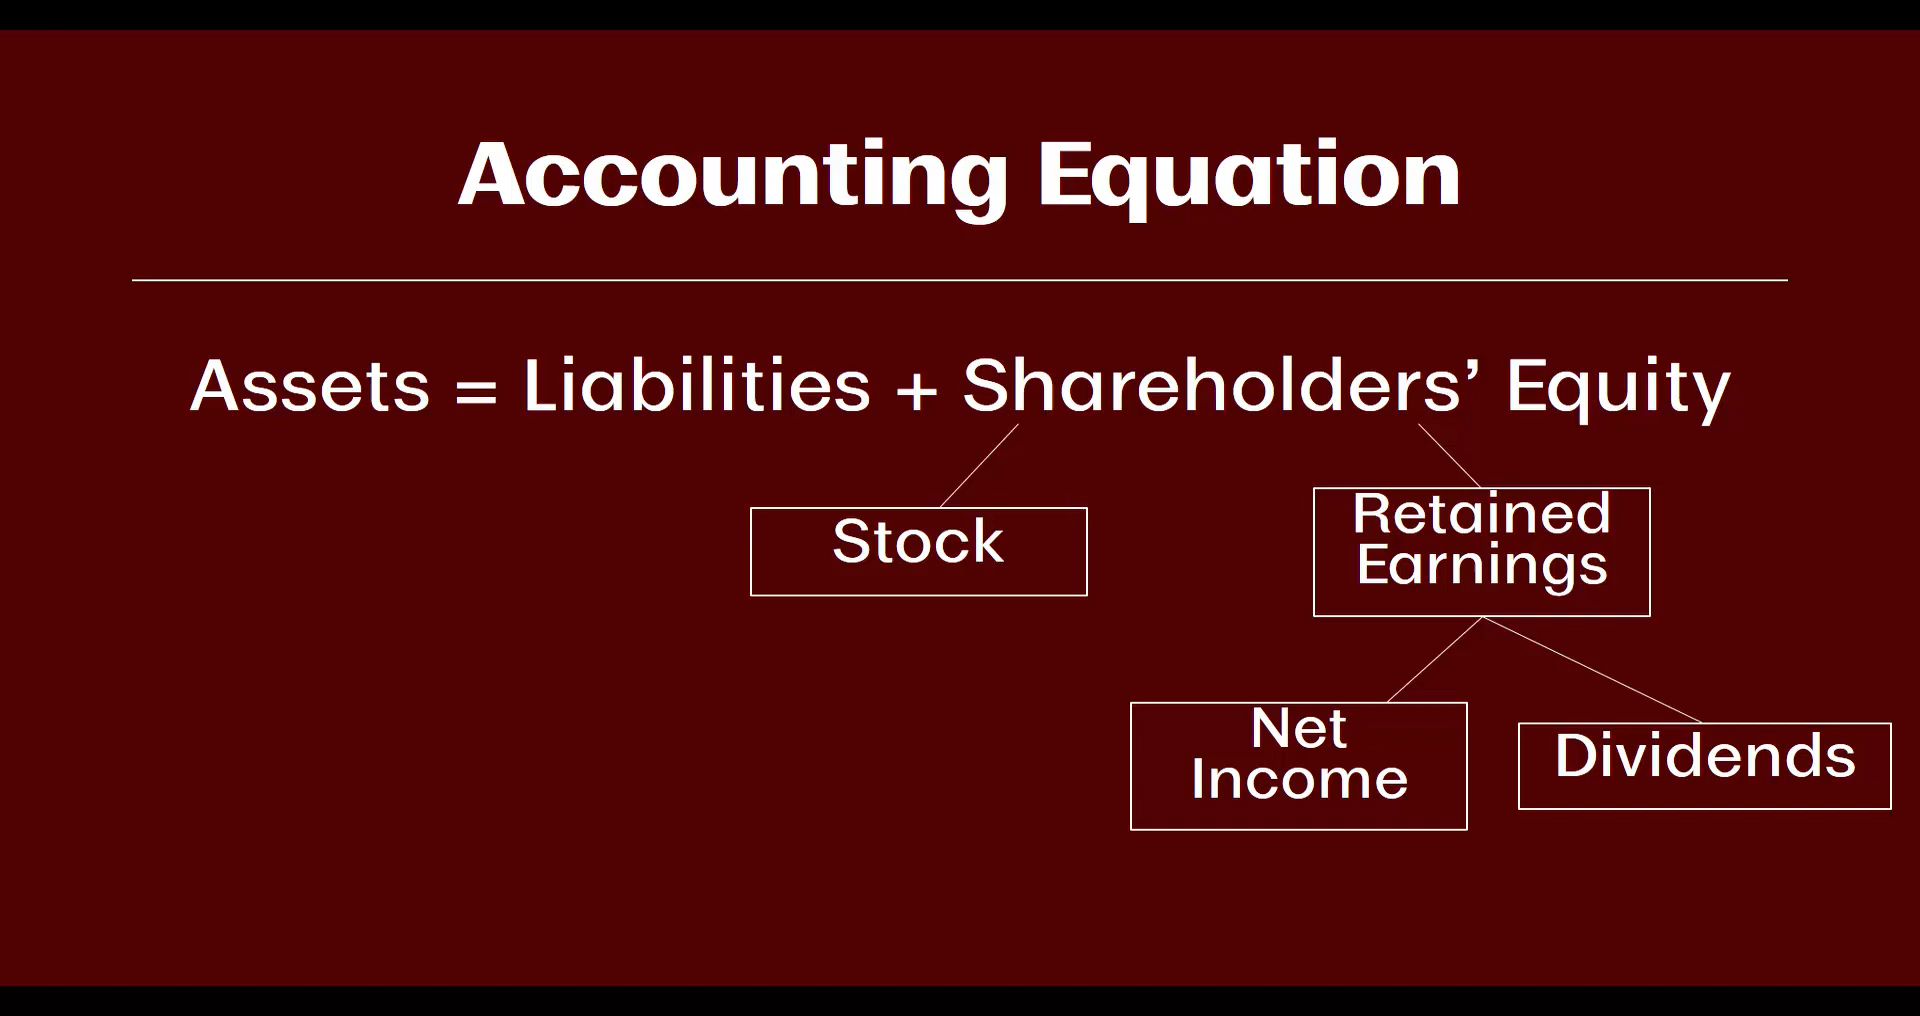 Accounting Equation
Assets = Liabilities + Shareholders’ Equity
Stock
Retained
Earnings
Net
Income
Dividends